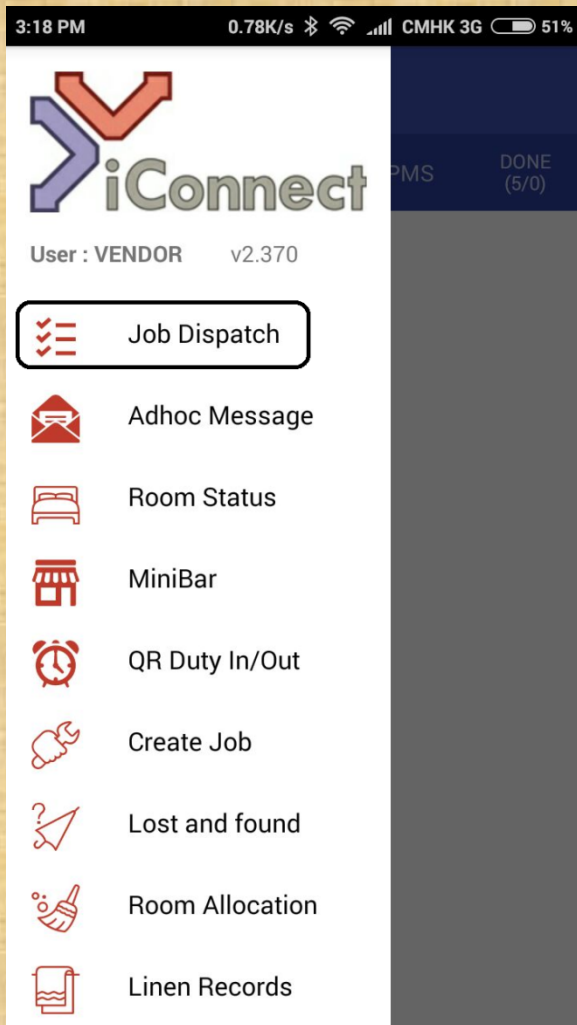 3:18 PM 0.78K/s CMHK 3G 51%
iConnect
PMS DONE
(5/0)
User : VENDOR v2.370
Job Dispatch
Adhoc Message
Room Status
MiniBar
QR Duty In/Out
Create Job
Lost and found
Room Allocation
Linen Records